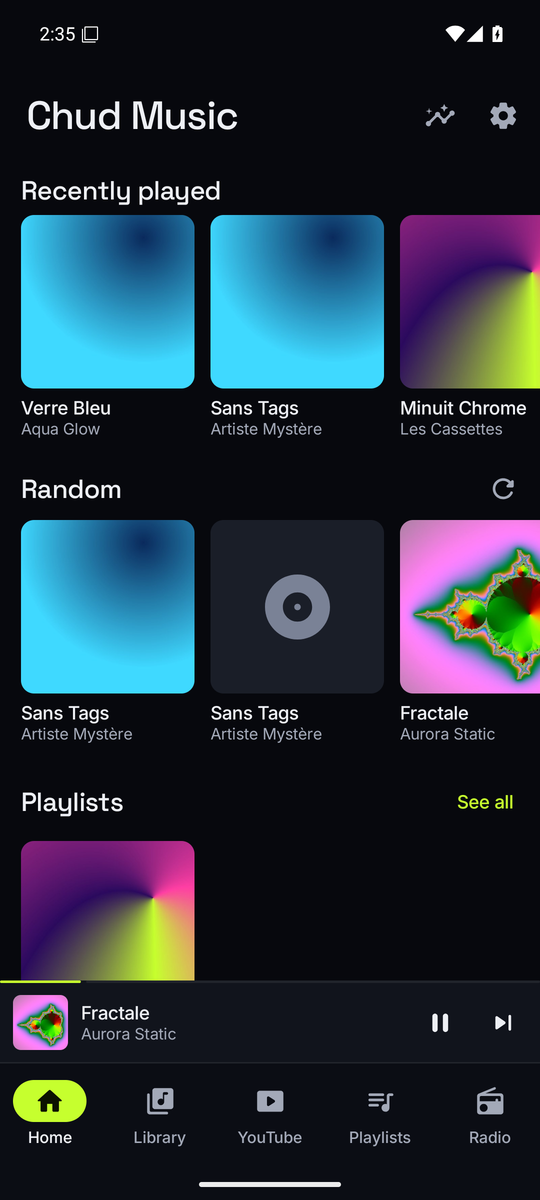 2:35
Chud Music
Recently played
Verre Bleu
Aqua Glow
Sans Tags
Artiste Mystère
Minuit Chrome
Les Cassettes
Random
Sans Tags
Artiste Mystère
Sans Tags
Artiste Mystère
Fractale
Aurora Static
Playlists
See all
Fractale
Aurora Static
Home
Library
YouTube
Playlists
Radio